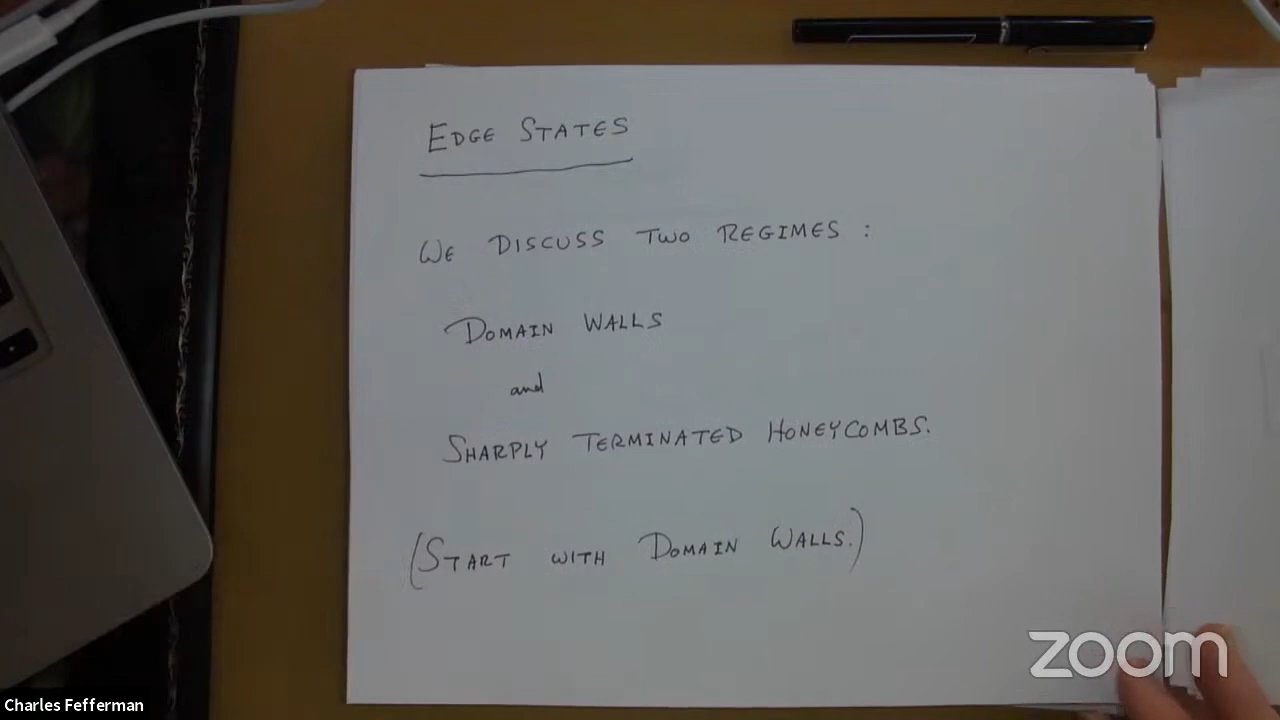 EDGE STATES
WE DISCUSS TWO REGIMES :
DOMAIN WALLS
and
SHARPLY TERMINATED HONEYCOMBS.
(START WITH DOMAIN WALLS.)
zoom
Charles Fefferman